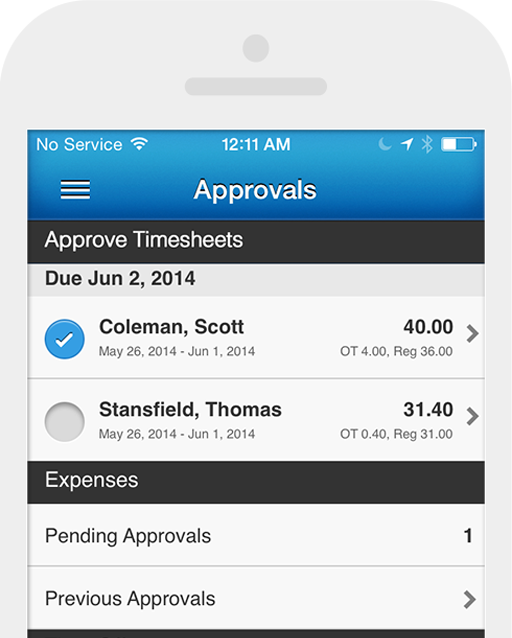 No Service 12:11 AM
Approvals
Approve Timesheets
Due Jun 2, 2014
Coleman, Scott 40.00
May 26, 2014 - Jun 1, 2014 OT 4.00, Reg 36.00
Stansfield, Thomas 31.40
May 26, 2014 - Jun 1, 2014 OT 0.40, Reg 31.00
Expenses
Pending Approvals 1
Previous Approvals